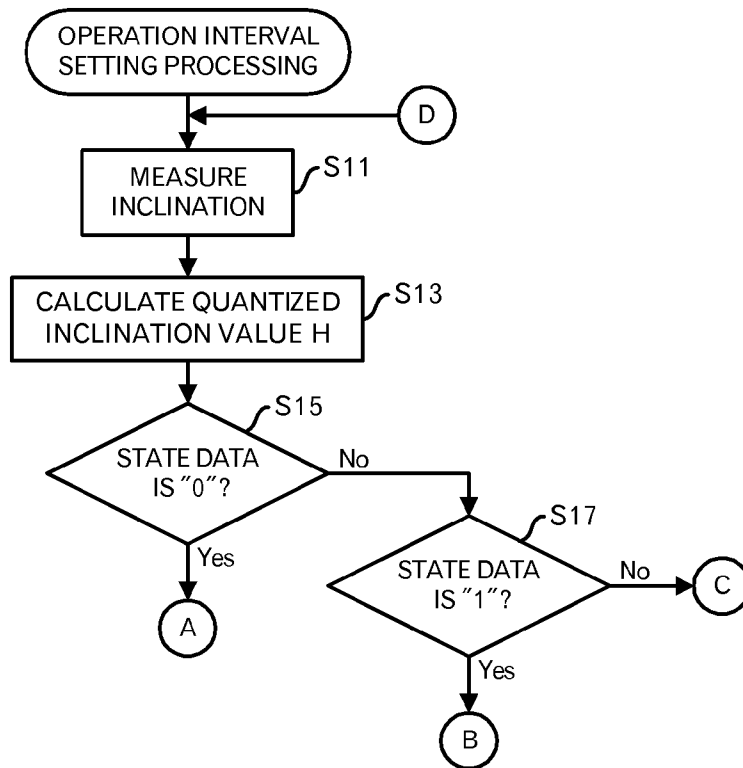 OPERATION INTERVAL
SETTING PROCESSING
D
S11
MEASURE
INCLINATION
S13
CALCULATE QUANTIZED
INCLINATION VALUE H
S15
STATE DATA
IS "0"?
No
Yes
A
S17
STATE DATA
IS "1"?
No
C
Yes
B